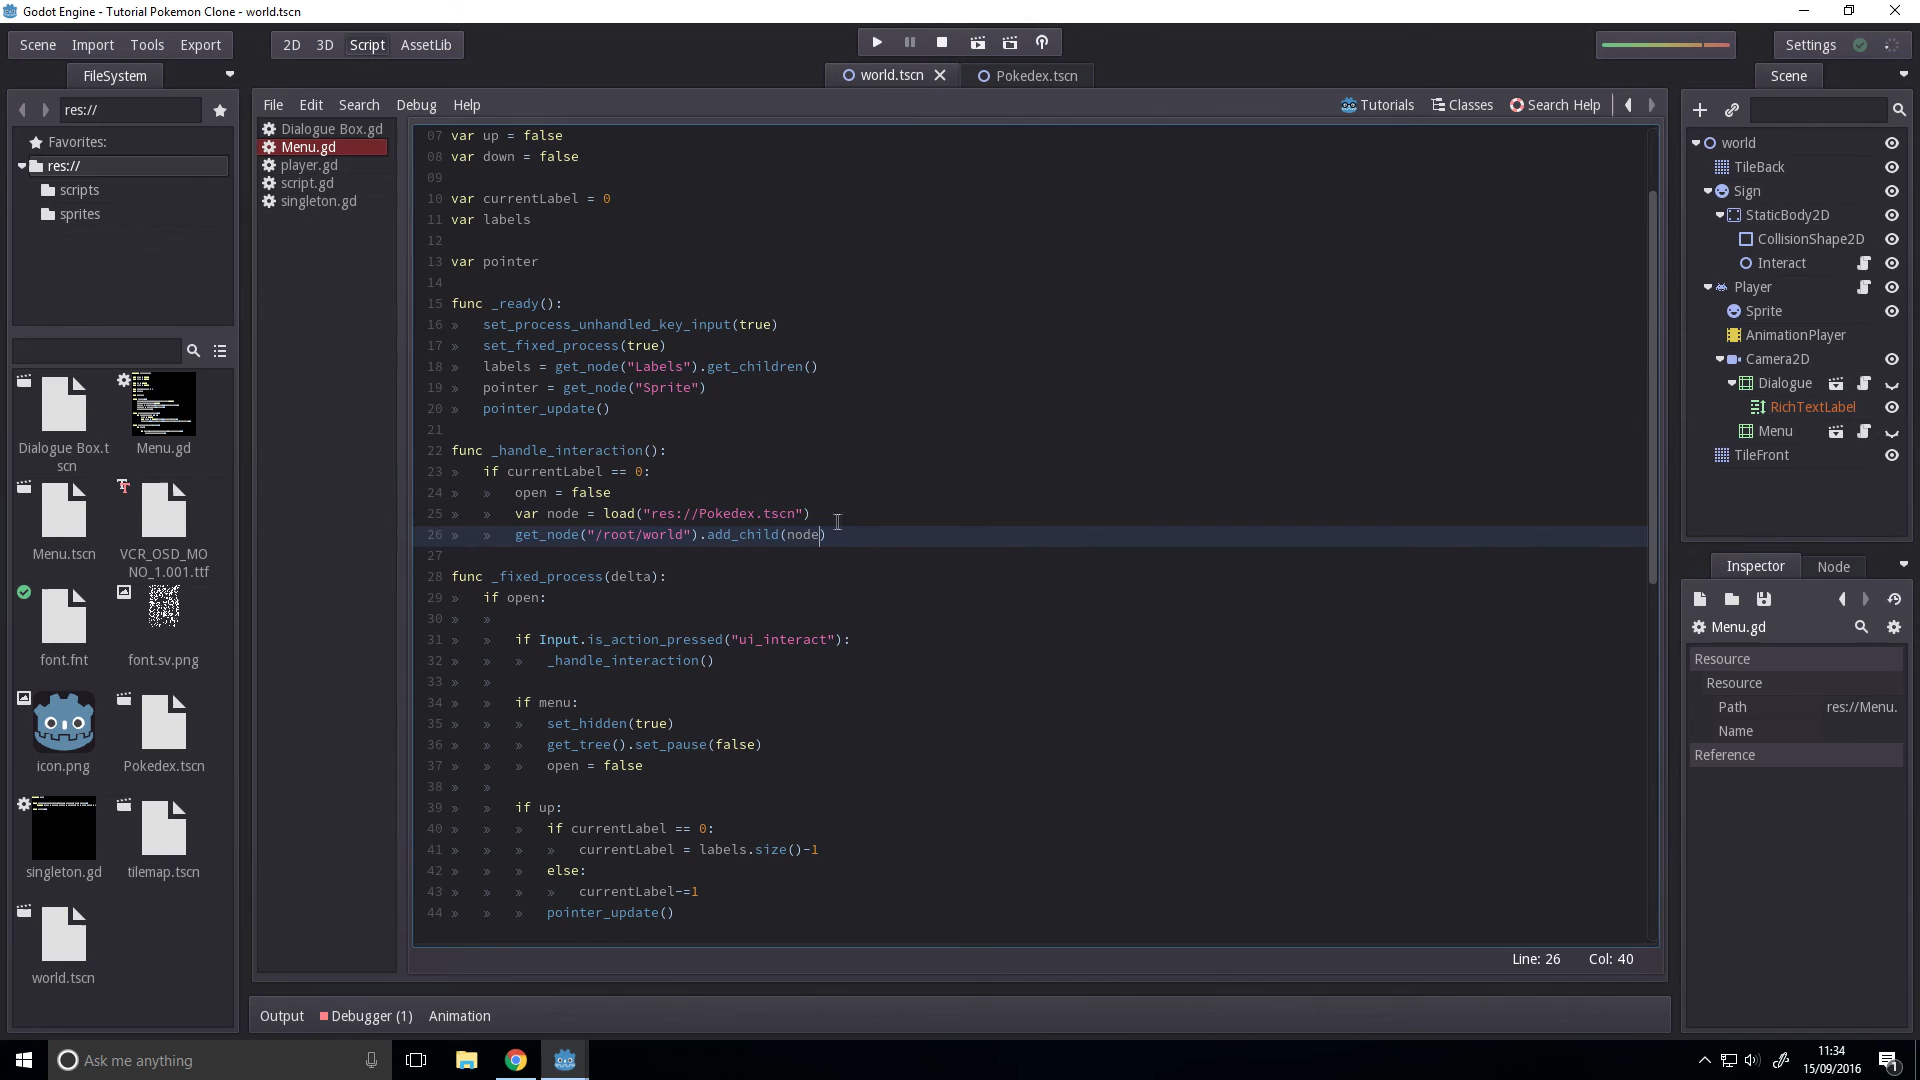 Godot Engine - Tutorial Pokemon Clone - world.tscn
Scene Import Tools Export
2D 3D Script AssetLib
Settings
FileSystem
world.tscn
Pokedex.tscn
Scene
res://
Favorites:
res://
scripts
sprites
Dialogue Box.t
scn
Menu.gd
Menu.tscn
VCR_OSD_MO
NO_1.001.ttf
font.fnt
font.sv.png
icon.png
Pokedex.tscn
singleton.gd
tilemap.tscn
world.tscn
File Edit Search Debug Help
Tutorials Classes Search Help
Dialogue Box.gd
Menu.gd
player.gd
script.gd
singleton.gd
07 var up = false
08 var down = false
09
10 var currentLabel = 0
11 var labels
12
13 var pointer
14
15 func _ready():
16 » set_process_unhandled_key_input(true)
17 » set_fixed_process(true)
18 » labels = get_node("Labels").get_children()
19 » pointer = get_node("Sprite")
20 » pointer_update()
21
22 func _handle_interaction():
23 » if currentLabel == 0:
24 » » open = false
25 » » var node = load("res://Pokedex.tscn")
26 » » get_node("/root/world").add_child(node)
27
28 func _fixed_process(delta):
29 » if open:
30 » »
31 » » if Input.is_action_pressed("ui_interact"):
32 » » » _handle_interaction()
33 » »
34 » » if menu:
35 » » » set_hidden(true)
36 » » » get_tree().set_pause(false)
37 » » » open = false
38 » »
39 » » if up:
40 » » » if currentLabel == 0:
41 » » » » currentLabel = labels.size()-1
42 » » » else:
43 » » » » currentLabel-=1
44 » » » pointer_update()
Line: 26 Col: 40
Output Debugger (1) Animation
world
TileBack
Sign
StaticBody2D
CollisionShape2D
Interact
Player
Sprite
AnimationPlayer
Camera2D
Dialogue
RichTextLabel
Menu
TileFront
Inspector Node
Menu.gd
Resource
Resource
Path res://Menu.
Name
Reference
Ask me anything
11:34
15/09/2016
1